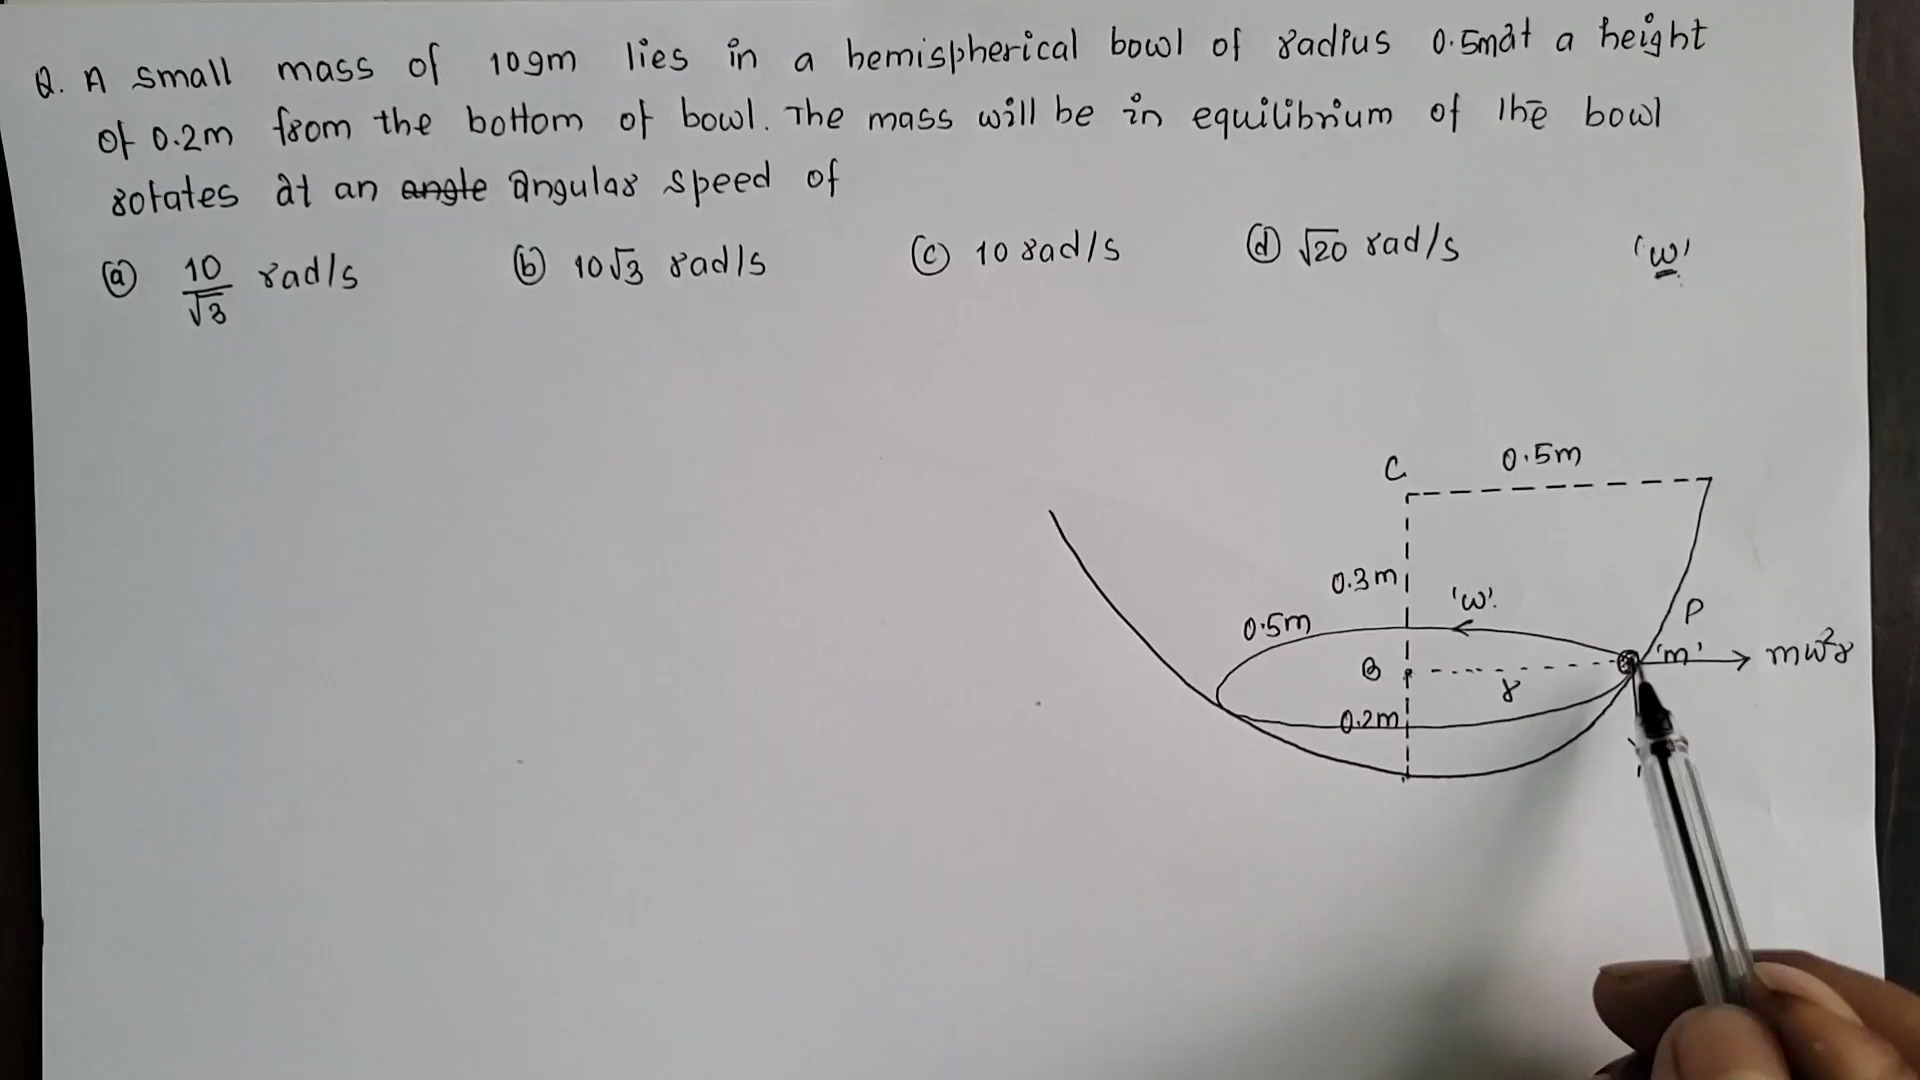 Q. A small mass of 10gm lies in a hemispherical bowl of radius 0.5m at a height
of 0.2m from the bottom of bowl. The mass will be in equilibrium of the bowl
rotates at an angle angular speed of
(a) 10/√3 rad/s (b) 10√3 rad/s (c) 10 rad/s (d) √20 rad/s 'ω'
C 0.5m
0.3m 'ω'
0.5m P
B r 'm' mω²r
0.2m